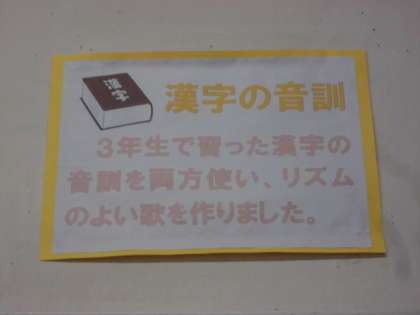 漢字
漢字の音訓
3年生で習った漢字の
音訓を両方使い、リズム
のよい歌を作りました。